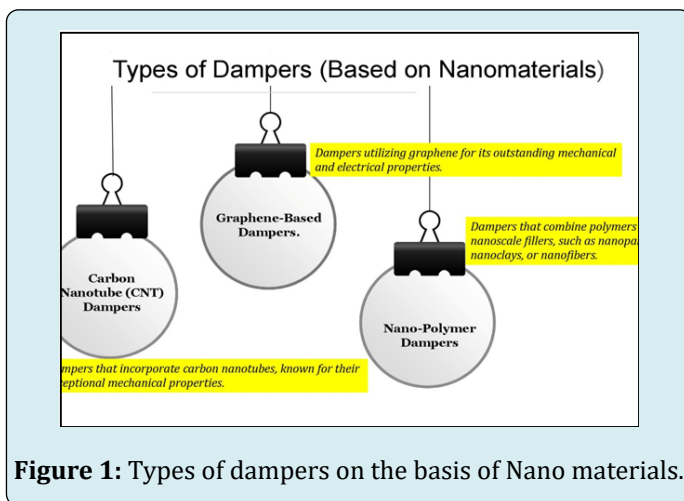 Types of Dampers (Based on Nanomaterials)
Dampers utilizing graphene for its outstanding mechanical
and electrical properties.
Graphene-Based
Dampers.
Dampers that combine polymers
nanoscale fillers, such as
nanoclays, or nanofibers.
Carbon
Nanotube (CNT)
Dampers
Nano-Polymer
Dampers
that incorporate carbon nanotubes, known for their
mechanical properties.
Figure 1: Types of dampers on the basis of Nano materials.